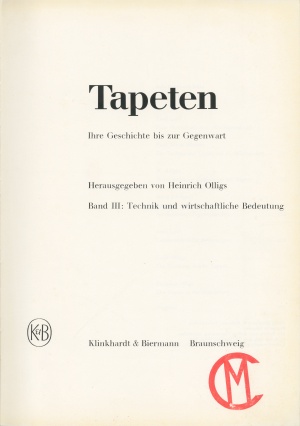 Tapeten
Ihre Geschichte bis zur Gegenwart
Herausgegeben von Heinrich Olligs
Band III: Technik und wirtschaftliche Bedeutung
K&B
Klinkhardt & Biermann Braunschweig
CM